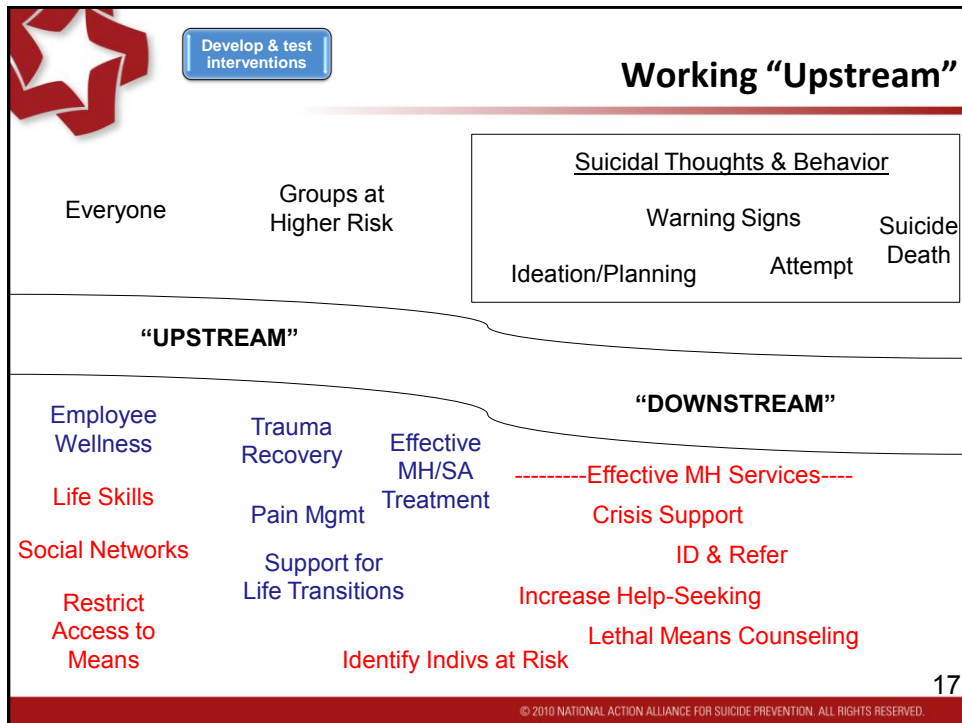 Develop & test
interventions
Working “Upstream”
Everyone
Groups at
Higher Risk
Suicidal Thoughts & Behavior
Warning Signs
Suicide
Death
Ideation/Planning
Attempt
“UPSTREAM”
“DOWNSTREAM”
Employee
Wellness
Life Skills
Social Networks
Restrict
Access to
Means
Trauma
Recovery
Pain Mgmt
Support for
Life Transitions
Effective
MH/SA
Treatment
Identify Indivs at Risk
---------Effective MH Services----
Crisis Support
ID & Refer
Increase Help-Seeking
Lethal Means Counseling
17
© 2010 NATIONAL ACTION ALLIANCE FOR SUICIDE PREVENTION. ALL RIGHTS RESERVED.